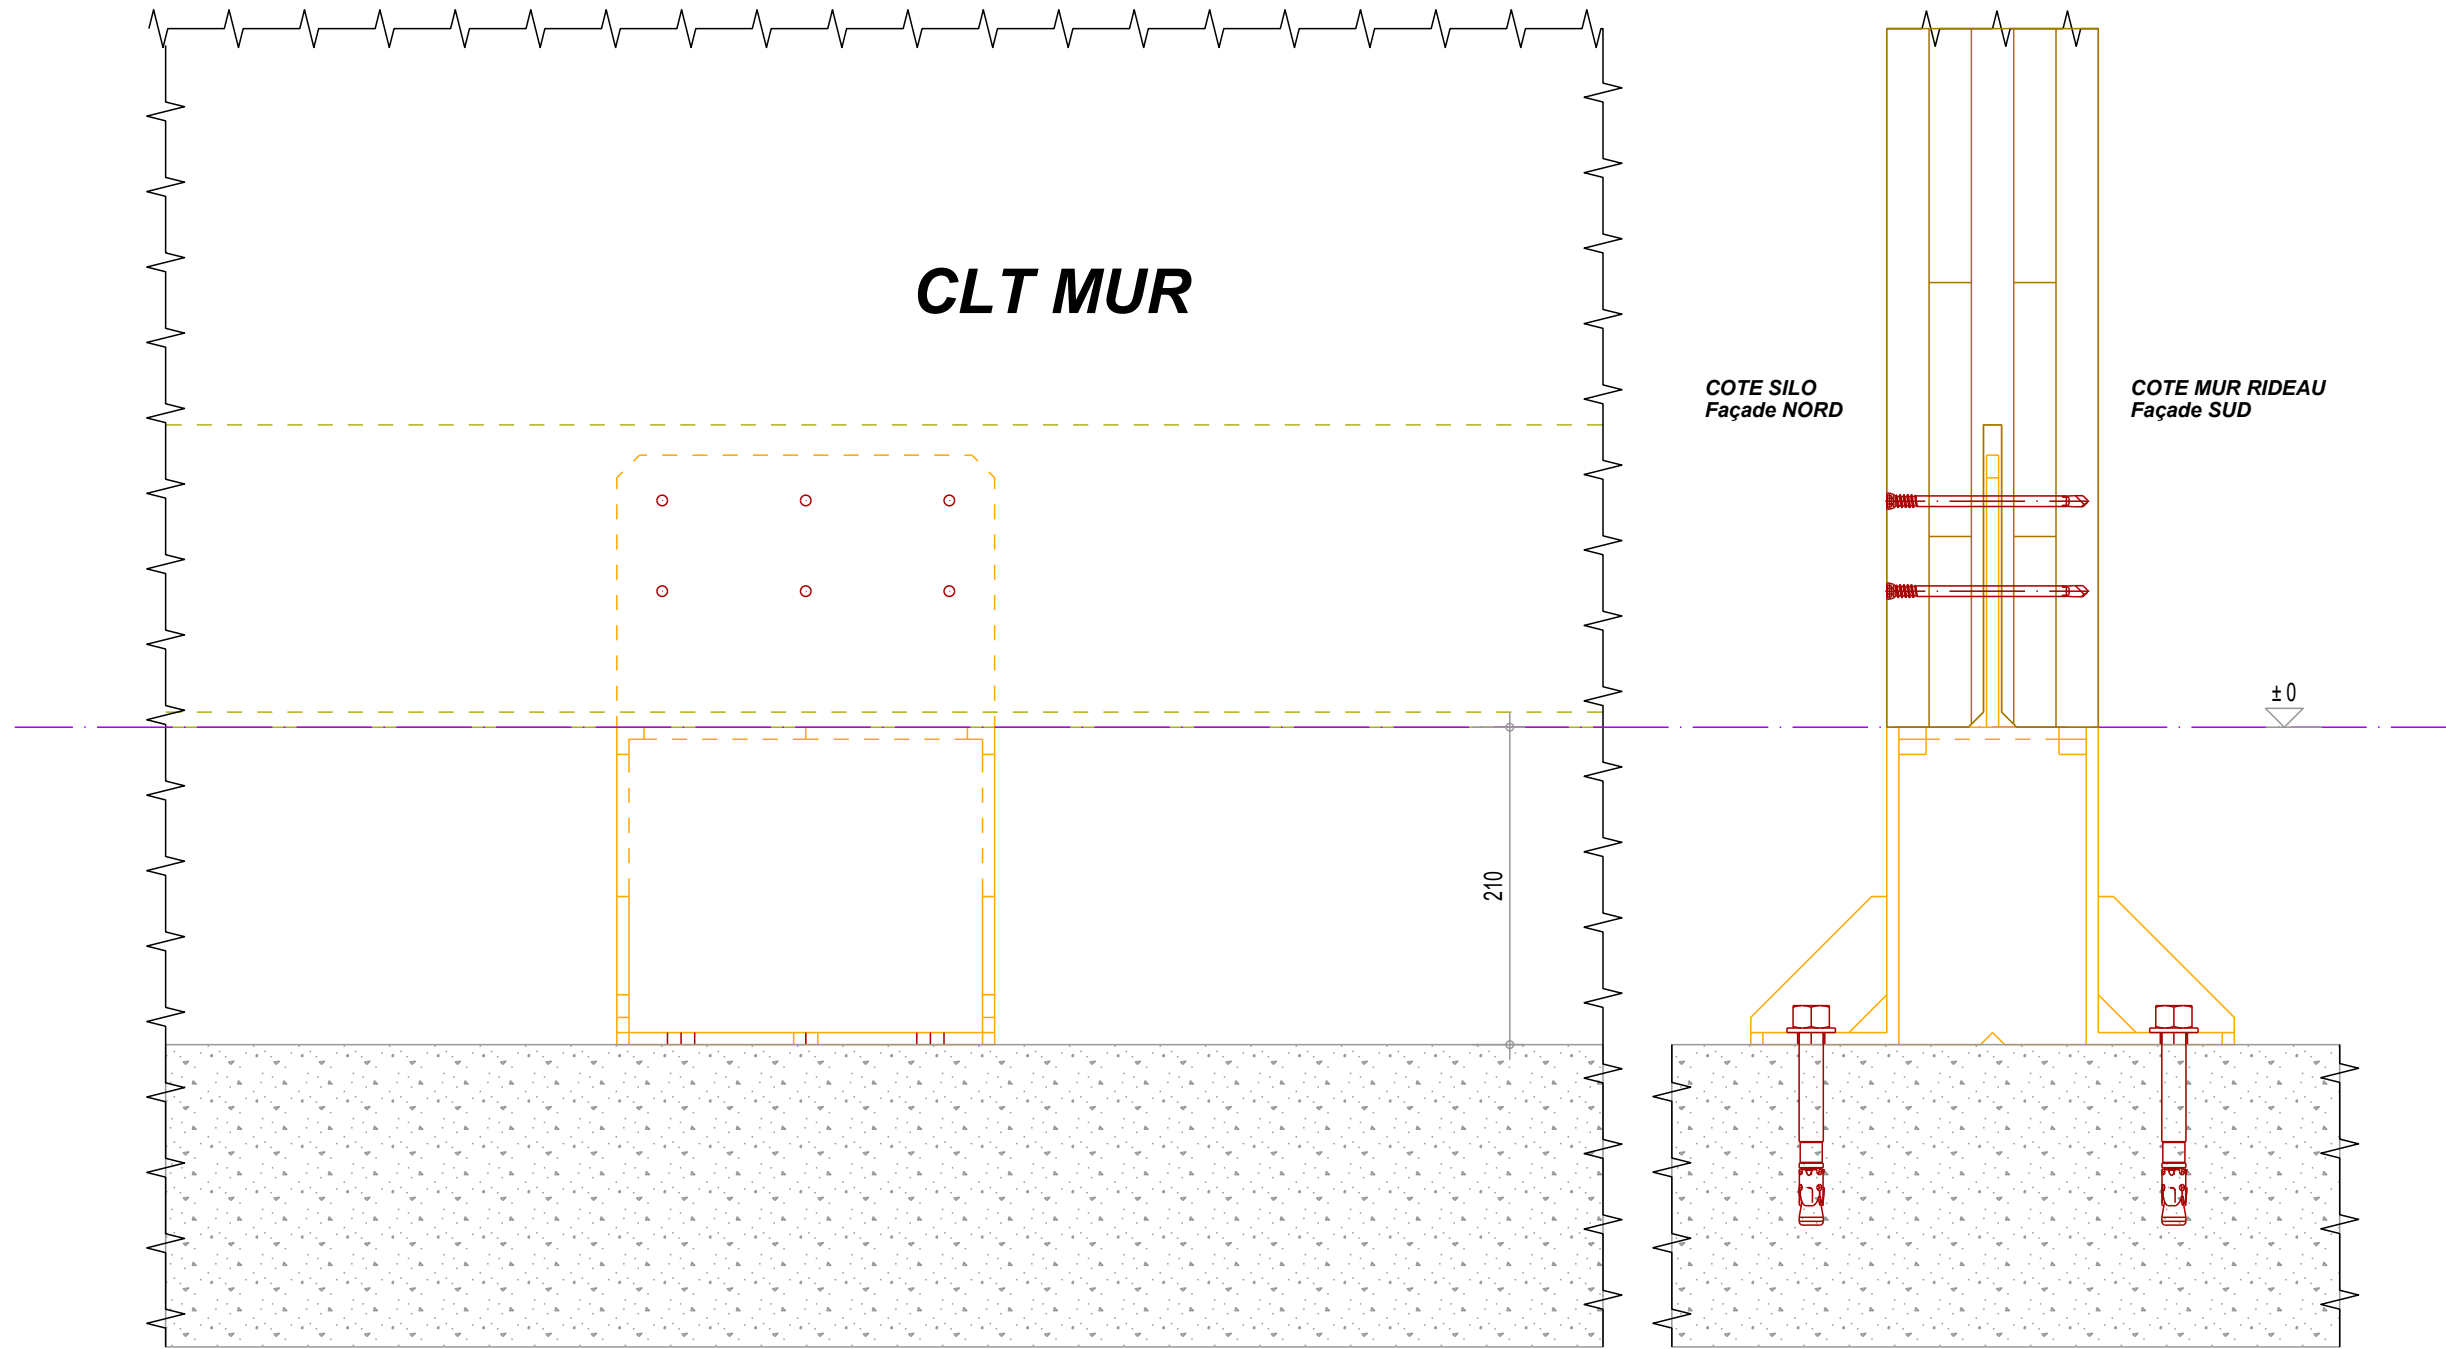 CLT MUR
COTE SILO
Façade NORD
COTE MUR RIDEAU
Façade SUD
±0
210